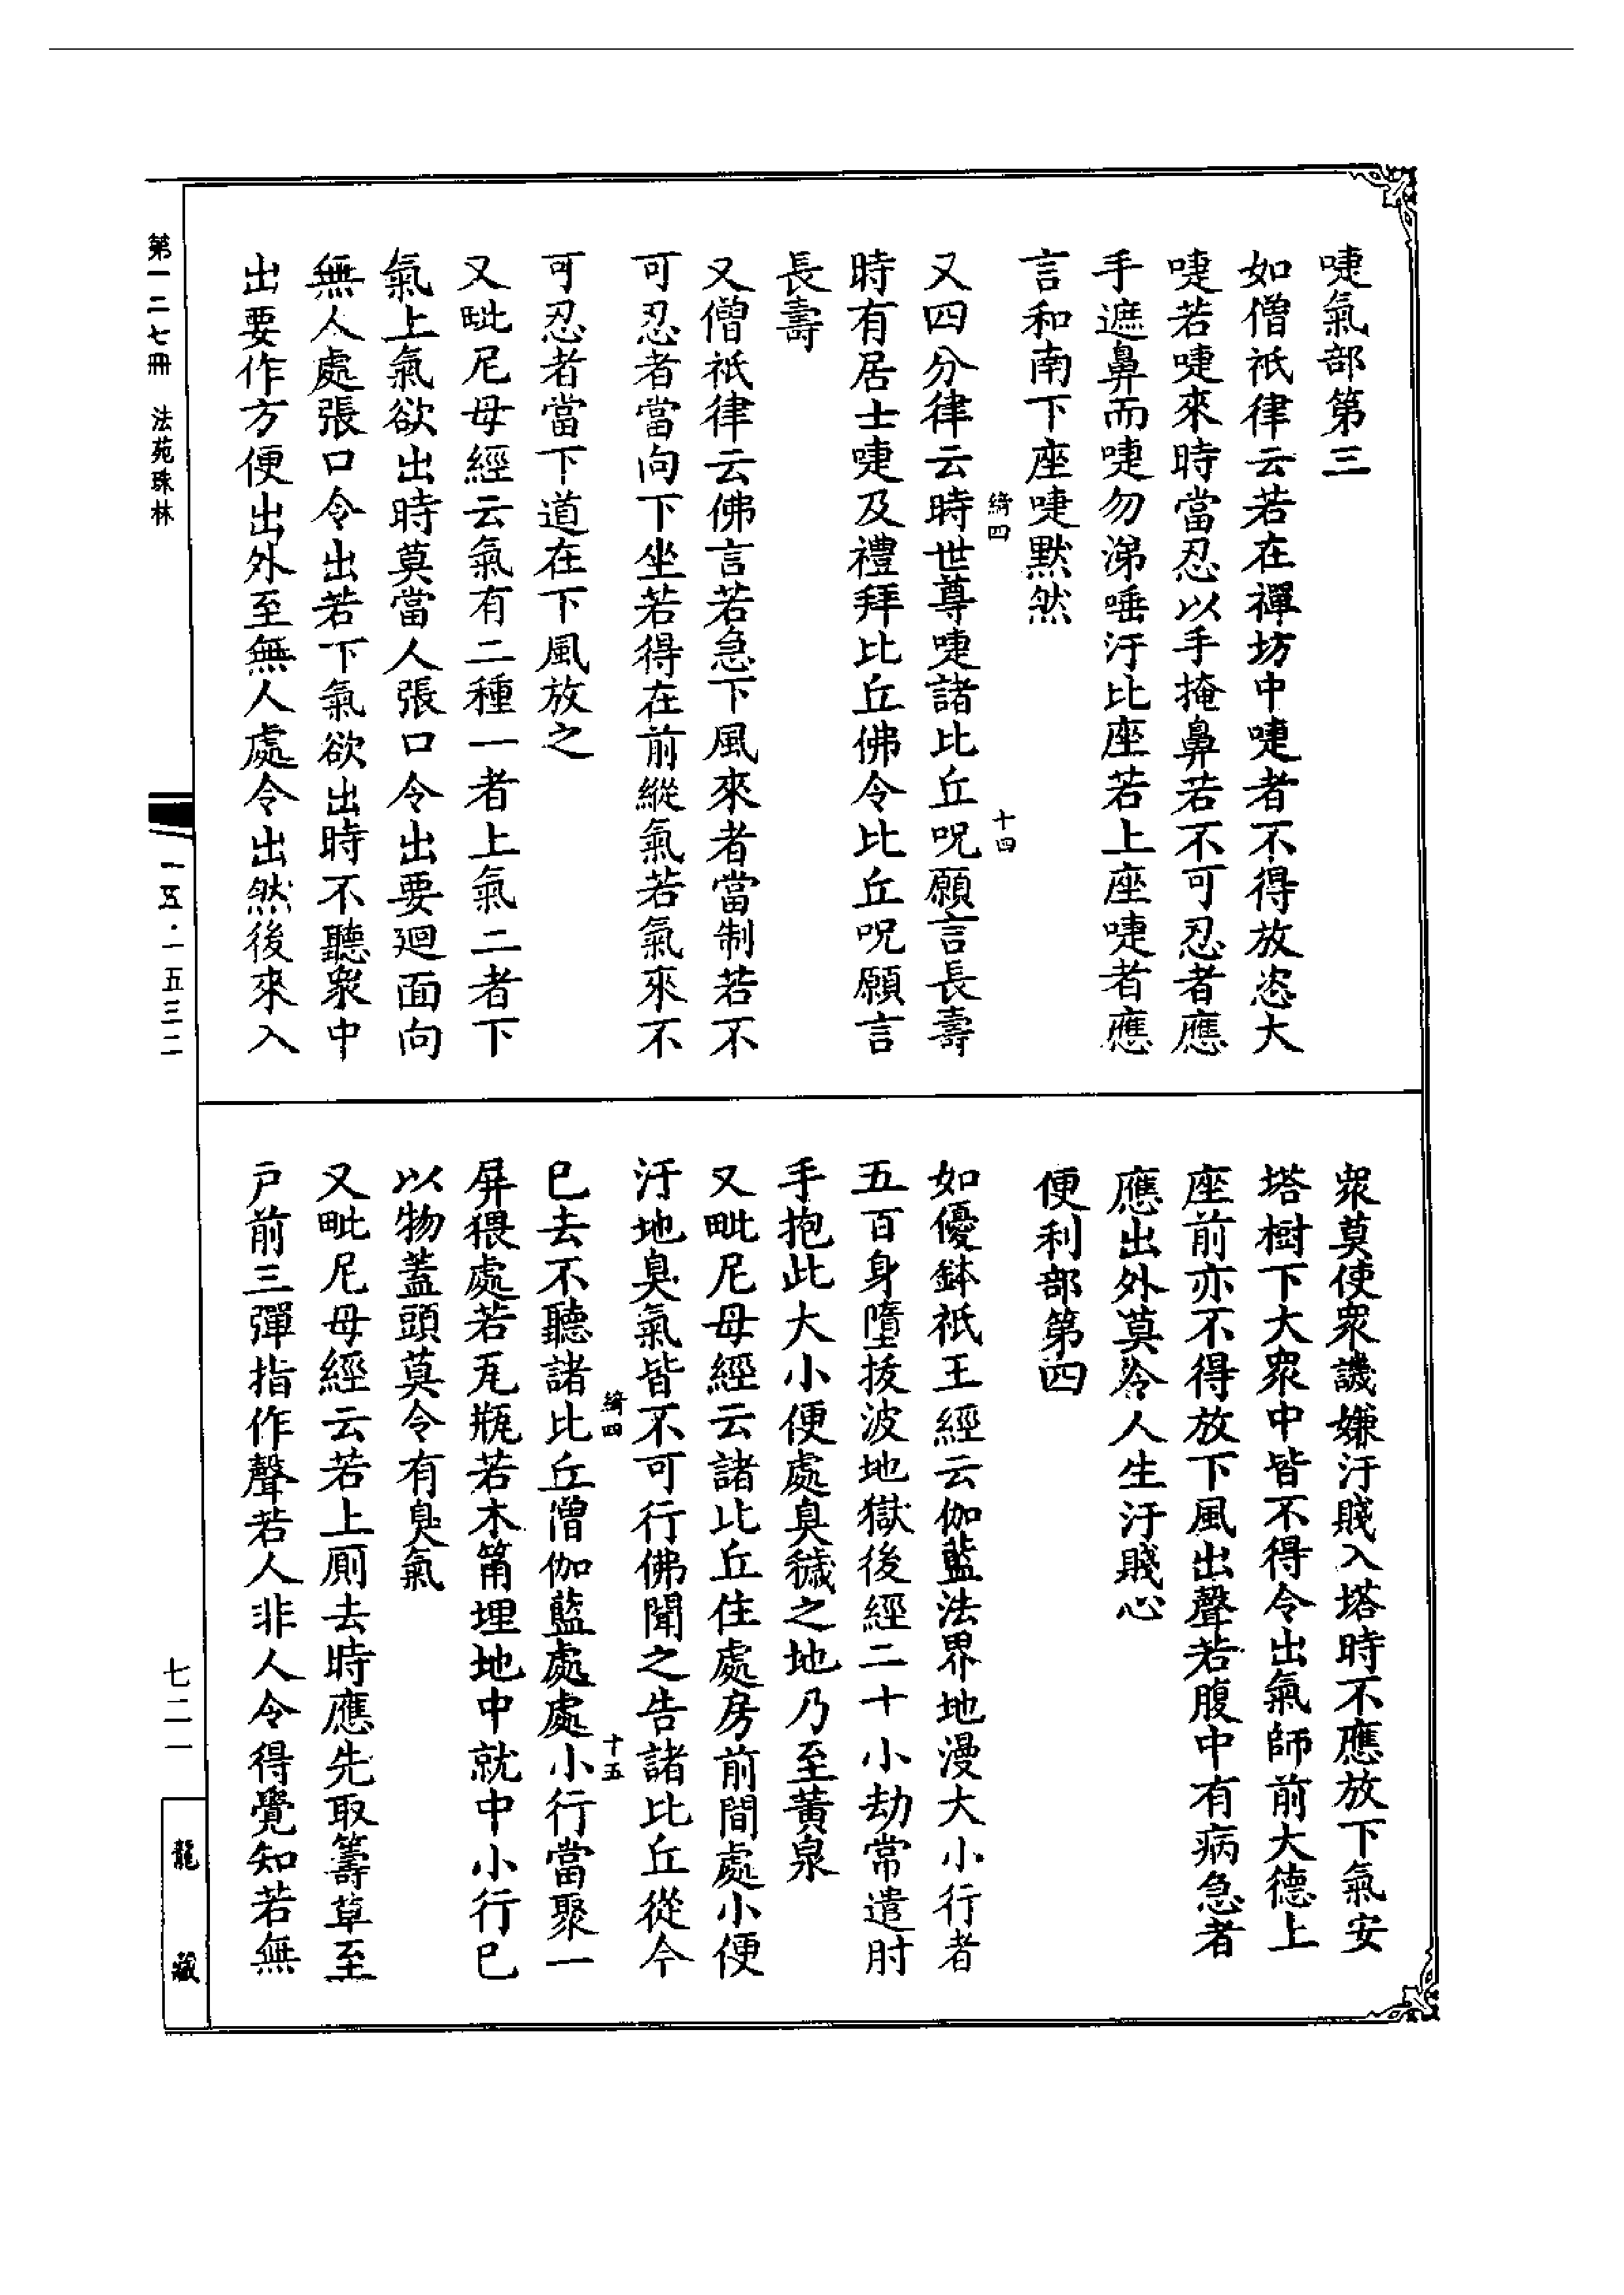 啑氣部第三
如僧祇律云若在禪坊中啑者不得放恣大
啑若啑來時當忍以手掩鼻若不可忍者應
手遮鼻而啑勿涕唾汙比座若上座啑者應
言和南下座啑默然
綺四
十四
又四分律云時世尊啑諸比丘呪願言長壽
時有居士啑及禮拜比丘佛令比丘呪願言
長壽
又僧祇律云佛言若急下風來者當制若不
可忍者當向下坐若得在前縱氣若氣來不
可忍者當下道在下風放之
又毗尼母經云氣有二種一者上氣二者下
氣上氣欲出時莫當人張口令出要迴面向
無人處張口令出若下氣欲出時不聽衆中
出要作方便出外至無人處令出然後來入
衆莫使衆譏嫌汙賤入塔時不應放下氣安
塔樹下大衆中皆不得令出氣師前大德上
座前亦不得放下風出聲若腹中有病急者
應出外莫令人生汙賤心
便利部第四
如優鉢祇王經云伽藍法界地漫大小行者
五百身墮拔波地獄後經二十小劫常遣肘
手抱此大小便處臭穢之地乃至黃泉
又毗尼母經云諸比丘住處房前間處小便
汙地臭氣皆不可行佛聞之告諸比丘從今
綺四
十五
已去不聽諸比丘僧伽藍處處小行當聚一
屏猥處若瓦瓶若木筩埋地中就中小行已
以物蓋頭莫令有臭氣
又毗尼母經云若上廁去時應先取籌草至
戶前三彈指作聲若人非人令得覺知若無
第一二七冊 法苑珠林
一五·一五三二
七二一
龍藏